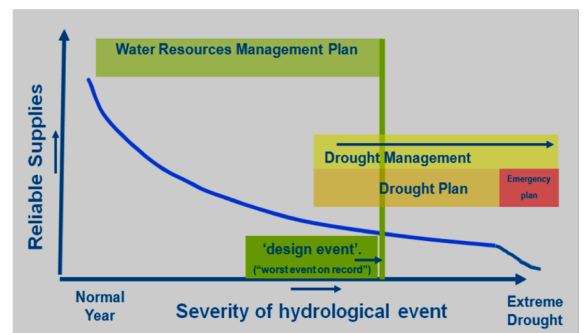 Water Resources Management Plan
Reliable Supplies
Drought Management
Drought Plan
Emergency
plan
‘design event’.
(“worst event on record”)
Normal
Year
Severity of hydrological event
Extreme
Drought